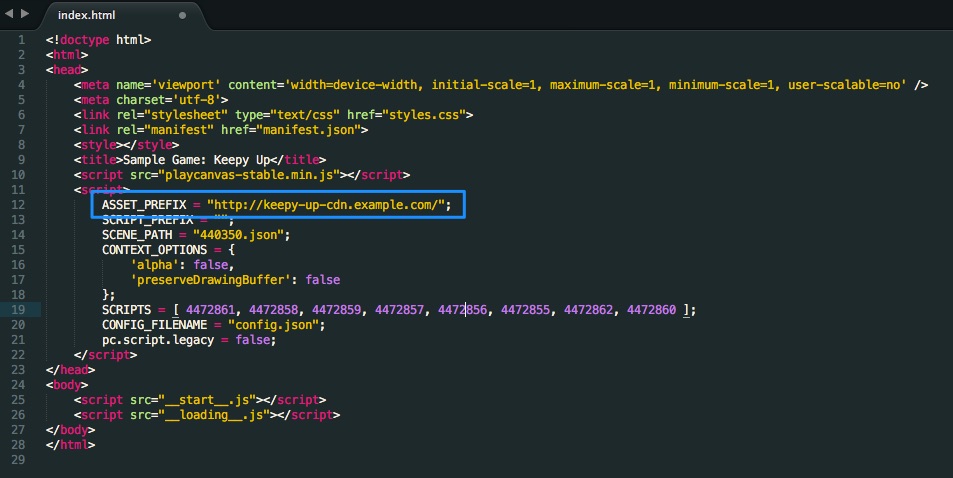 index.html
1 <!doctype html>
2 <html>
3 <head>
4 <meta name='viewport' content='width=device-width, initial-scale=1, maximum-scale=1, minimum-scale=1, user-scalable=no' />
5 <meta charset='utf-8'>
6 <link rel="stylesheet" type="text/css" href="styles.css">
7 <link rel="manifest" href="manifest.json">
8 <style></style>
9 <title>Sample Game: Keepy Up</title>
10 <script src="playcanvas-stable.min.js"></script>
11 <script>
12 ASSET_PREFIX = "http://keepy-up-cdn.example.com/";
13 SCRIPT_PREFIX = "";
14 SCENE_PATH = "440350.json";
15 CONTEXT_OPTIONS = {
16 'alpha': false,
17 'preserveDrawingBuffer': false
18 };
19 SCRIPTS = [ 4472861, 4472858, 4472859, 4472857, 4472856, 4472855, 4472862, 4472860 ];
20 CONFIG_FILENAME = "config.json";
21 pc.script.legacy = false;
22 </script>
23 </head>
24 <body>
25 <script src="__start__.js"></script>
26 <script src="__loading__.js"></script>
27 </body>
28 </html>
29